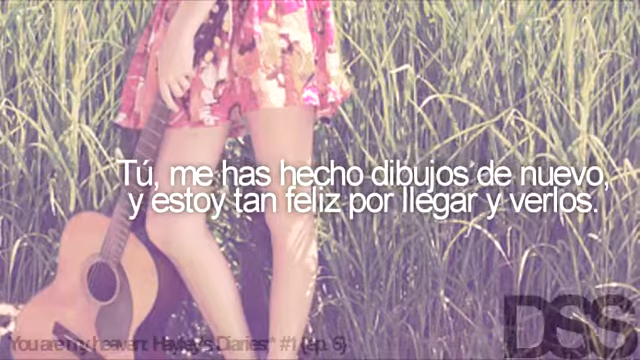 Tú, me has hecho dibujos de nuevo,
y estoy tan feliz por llegar y verlos.
DSS
You are my heaven: Hayley's Diaries:* #1 (ep. 6)